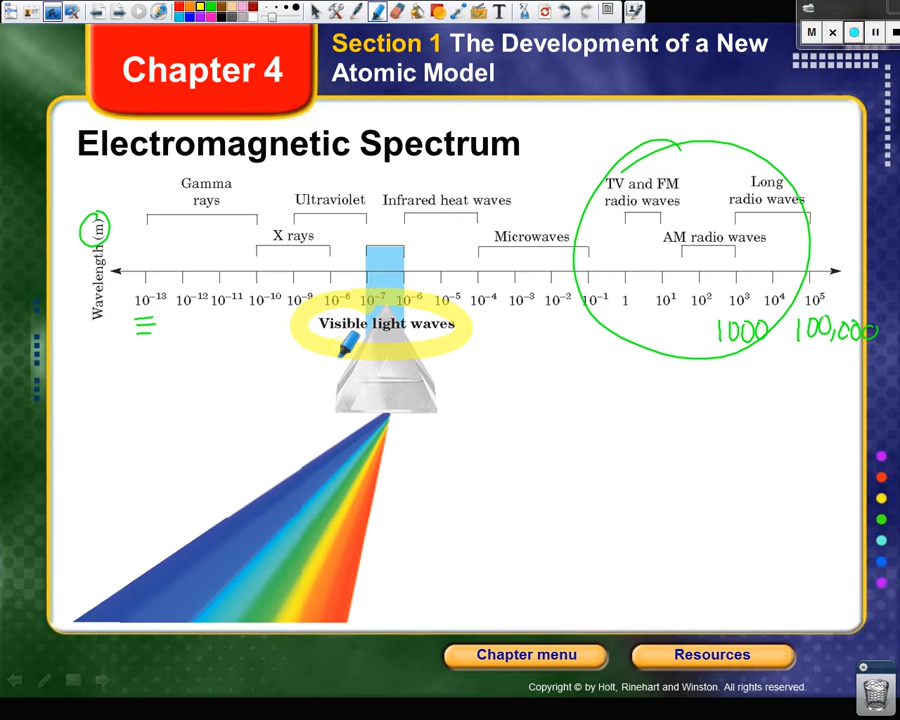 M
Chapter 4
Section 1 The Development of a New
Atomic Model
Electromagnetic Spectrum
Gamma
rays
Ultraviolet
Infrared heat waves
TV and FM
radio waves
Long
radio waves
X rays
Microwaves
AM radio waves
Wavelength (m)
10-13 10-12 10-11 10-10 10-9 10-8 10-7 10-6 10-5 10-4 10-3 10-2 10-1 1 10¹ 10² 10³ 10⁴ 10⁵
Visible light waves
1000 100,000
Chapter menu
Resources
Copyright © by Holt, Rinehart and Winston. All rights reserved.